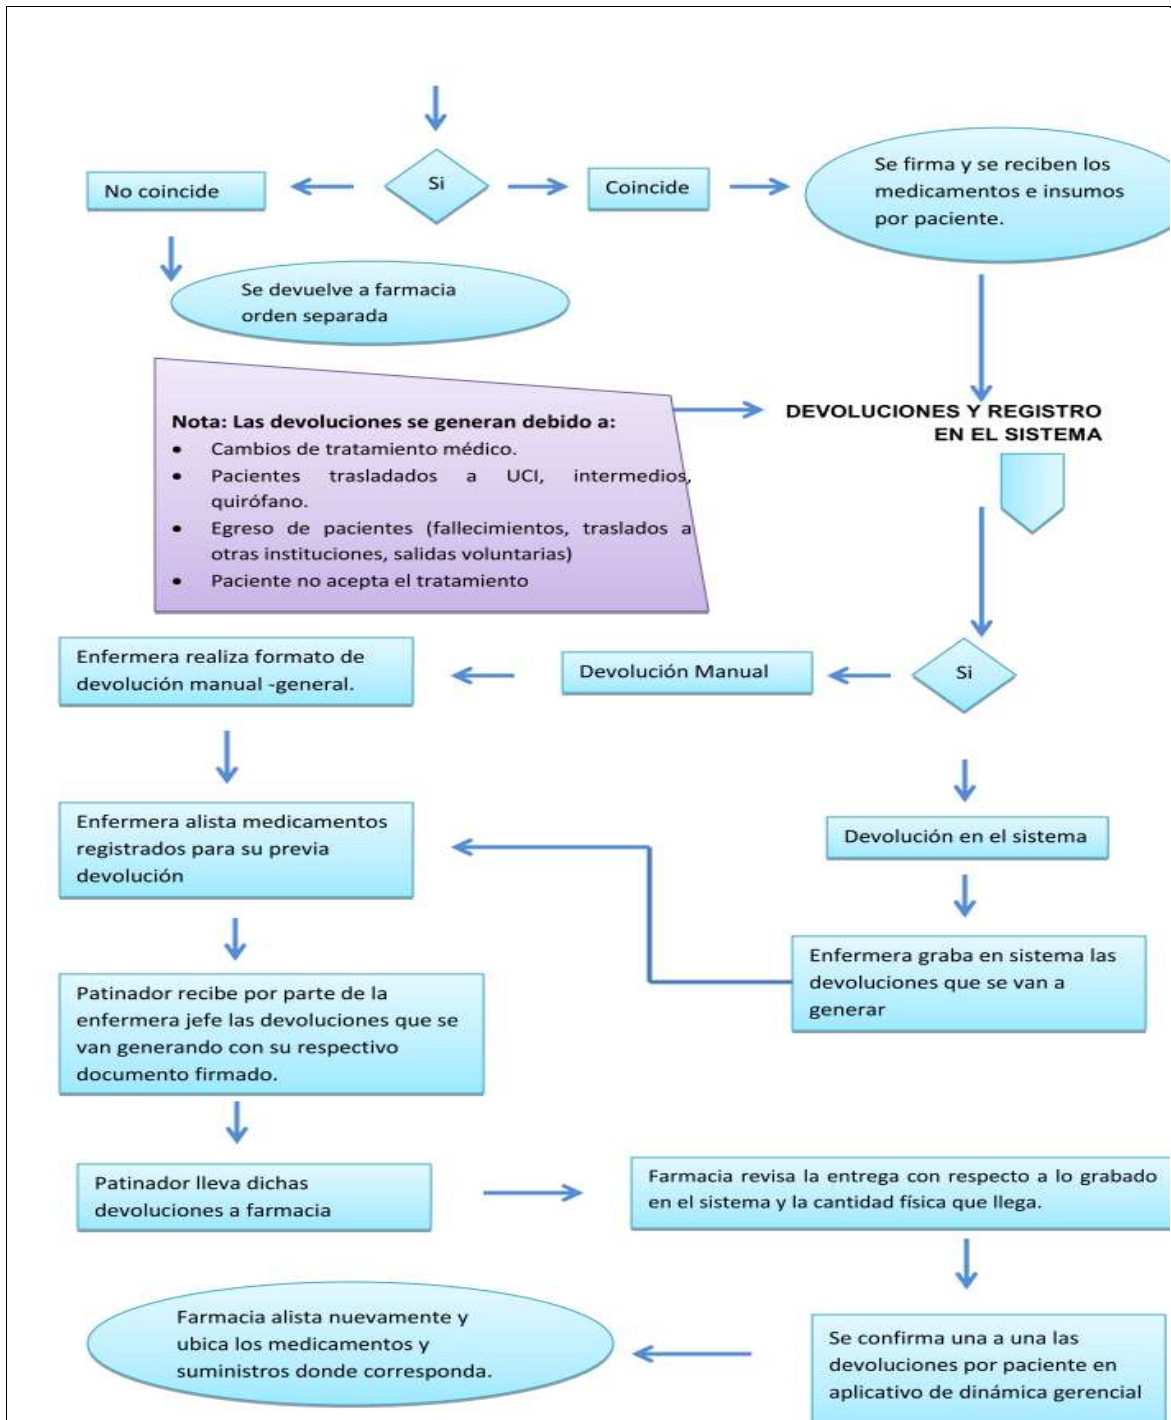 Si
No coincide
Coincide
Se firma y se reciben los
medicamentos e insumos
por paciente.
Se devuelve a farmacia
orden separada
Nota: Las devoluciones se generan debido a:
• Cambios de tratamiento médico.
• Pacientes trasladados a UCI, intermedios,
quirófano.
• Egreso de pacientes (fallecimientos, traslados a
otras instituciones, salidas voluntarias)
• Paciente no acepta el tratamiento
DEVOLUCIONES Y REGISTRO
EN EL SISTEMA
Si
Devolución Manual
Enfermera realiza formato de
devolución manual -general.
Devolución en el sistema
Enfermera graba en sistema las
devoluciones que se van a
generar
Enfermera alista medicamentos
registrados para su previa
devolución
Patinador recibe por parte de la
enfermera jefe las devoluciones que se
van generando con su respectivo
documento firmado.
Patinador lleva dichas
devoluciones a farmacia
Farmacia revisa la entrega con respecto a lo grabado
en el sistema y la cantidad física que llega.
Se confirma una a una las
devoluciones por paciente en
aplicativo de dinámica gerencial
Farmacia alista nuevamente y
ubica los medicamentos y
suministros donde corresponda.